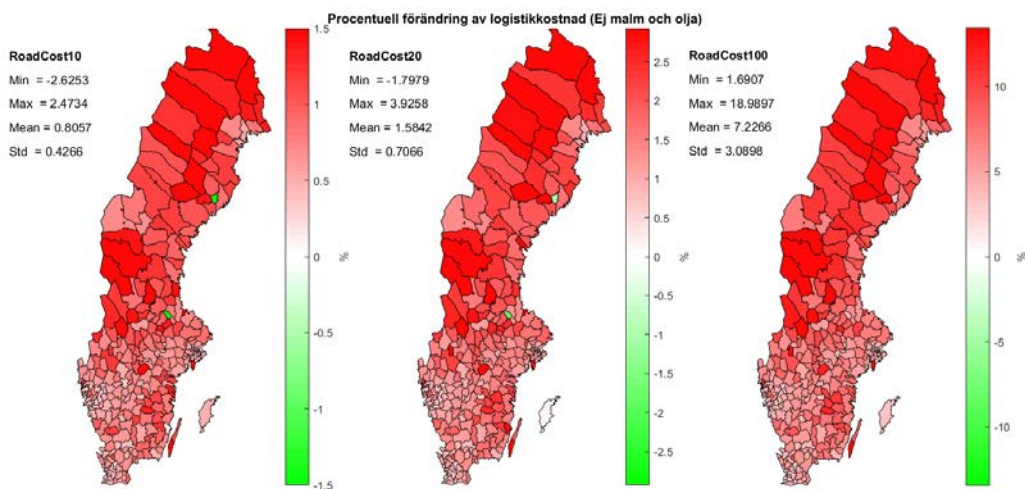 Procentuell förändring av logistikkostnad (Ej malm och olja)
RoadCost10
Min = -2.6253
Max = 2.4734
Mean = 0.8057
Std = 0.4266
1.5
1
0.5
0
-0.5
-1
-1.5
%
RoadCost20
Min = -1.7979
Max = 3.9258
Mean = 1.5842
Std = 0.7066
2.5
2
1.5
1
0.5
0
-0.5
-1
-1.5
-2
-2.5
%
RoadCost100
Min = 1.6907
Max = 18.9897
Mean = 7.2266
Std = 3.0898
10
5
0
-5
-10
%